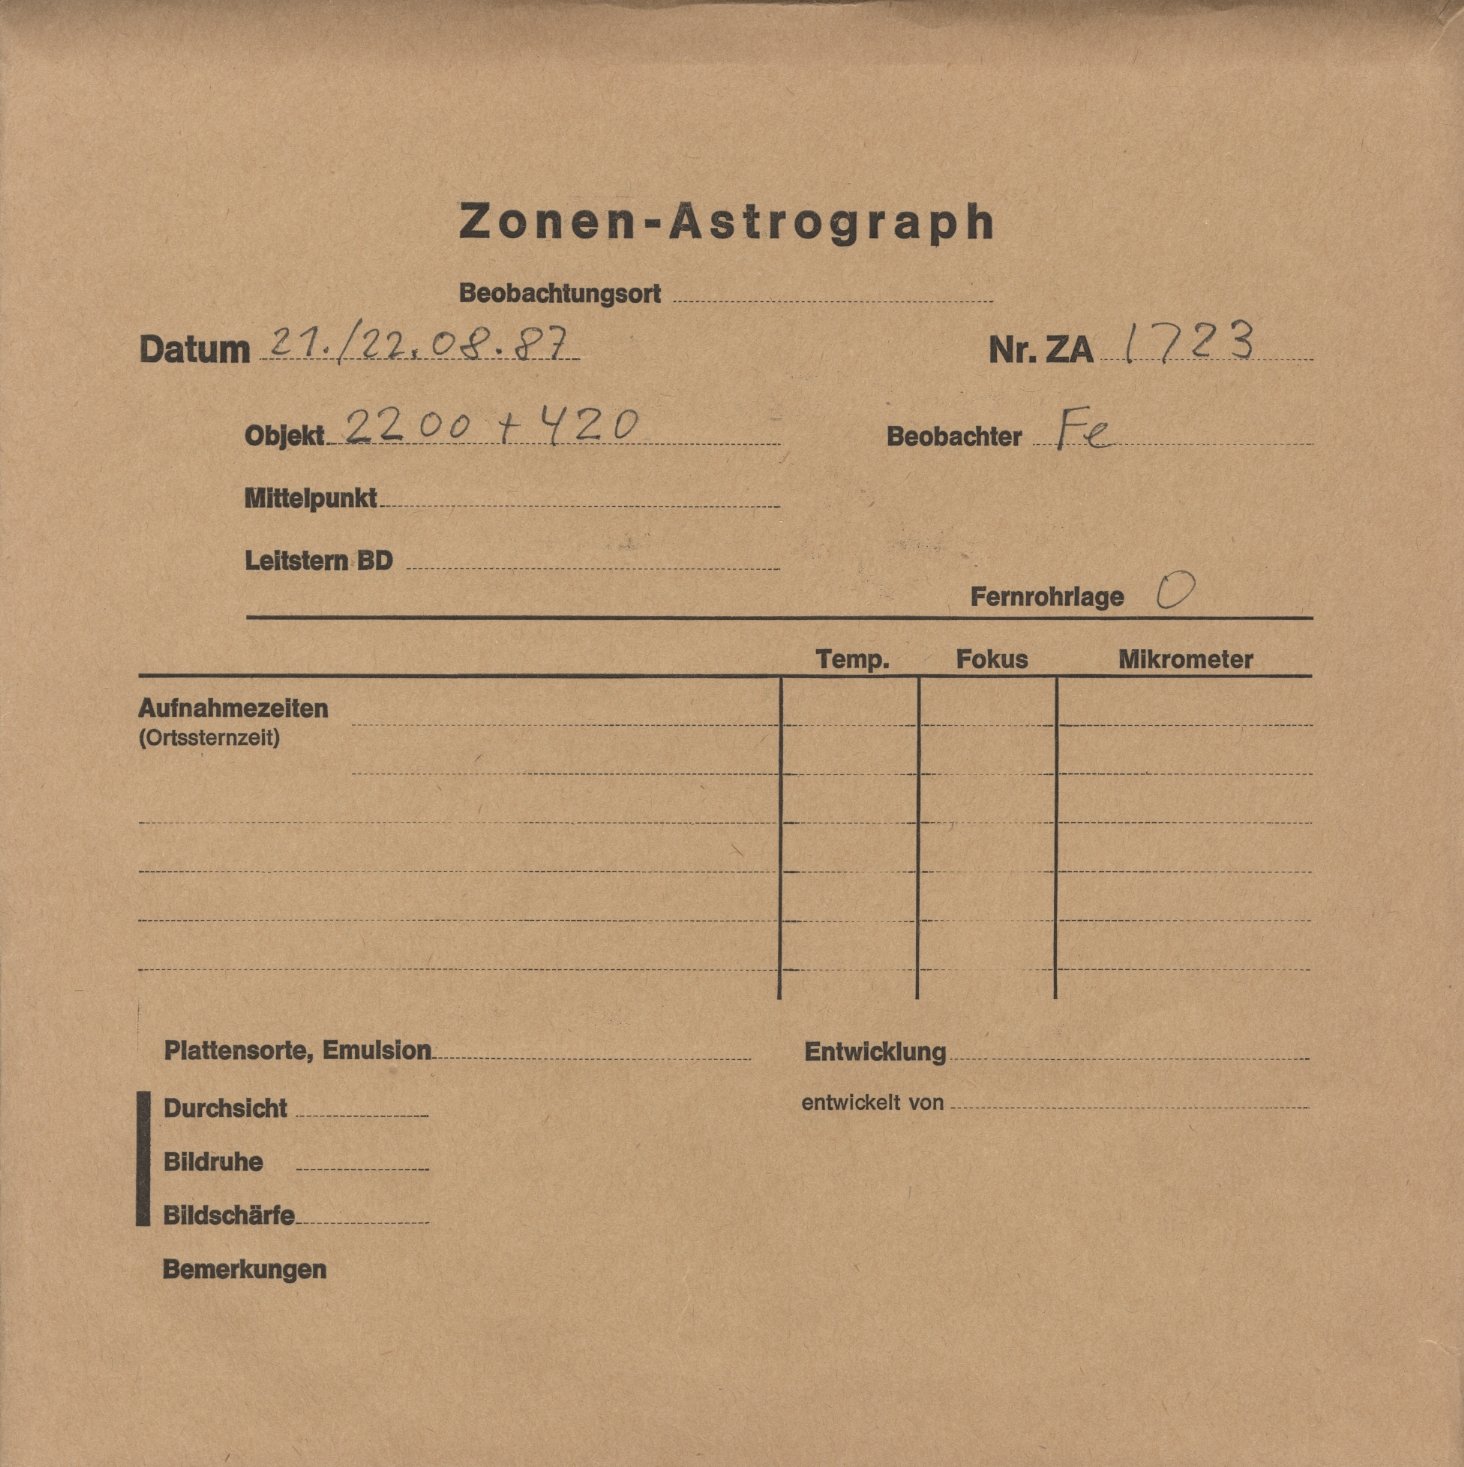 Zonen-Astrograph
Beobachtungsort
Datum 21./22.08.87 Nr. ZA 1723
Objekt 2200 + 420 Beobachter Fe
Mittelpunkt
Leitstern BD
Fernrohrlage O
Temp. Fokus Mikrometer
Aufnahmezeiten
(Ortssternzeit)
Plattensorte, Emulsion Entwicklung
Durchsicht entwickelt von
Bildruhe
Bildschärfe
Bemerkungen